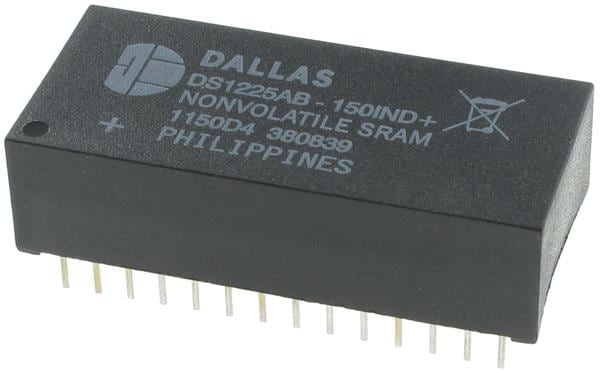 DALLAS
DS1225AB-150IND+
NONVOLATILE SRAM
1150D4 380839
+ PHILIPPINES